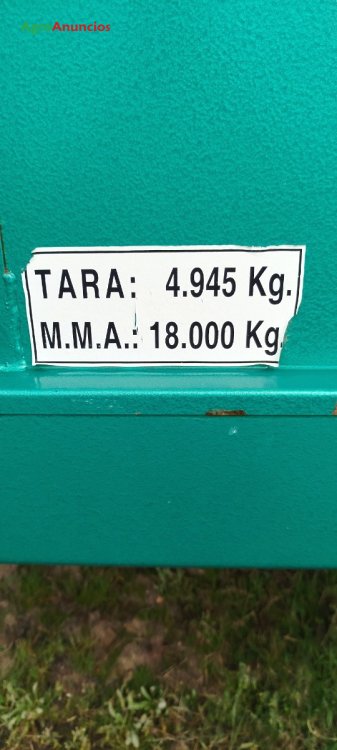 AgroAnuncios
TARA: 4.945 Kg.
M.M.A.: 18.000 Kg